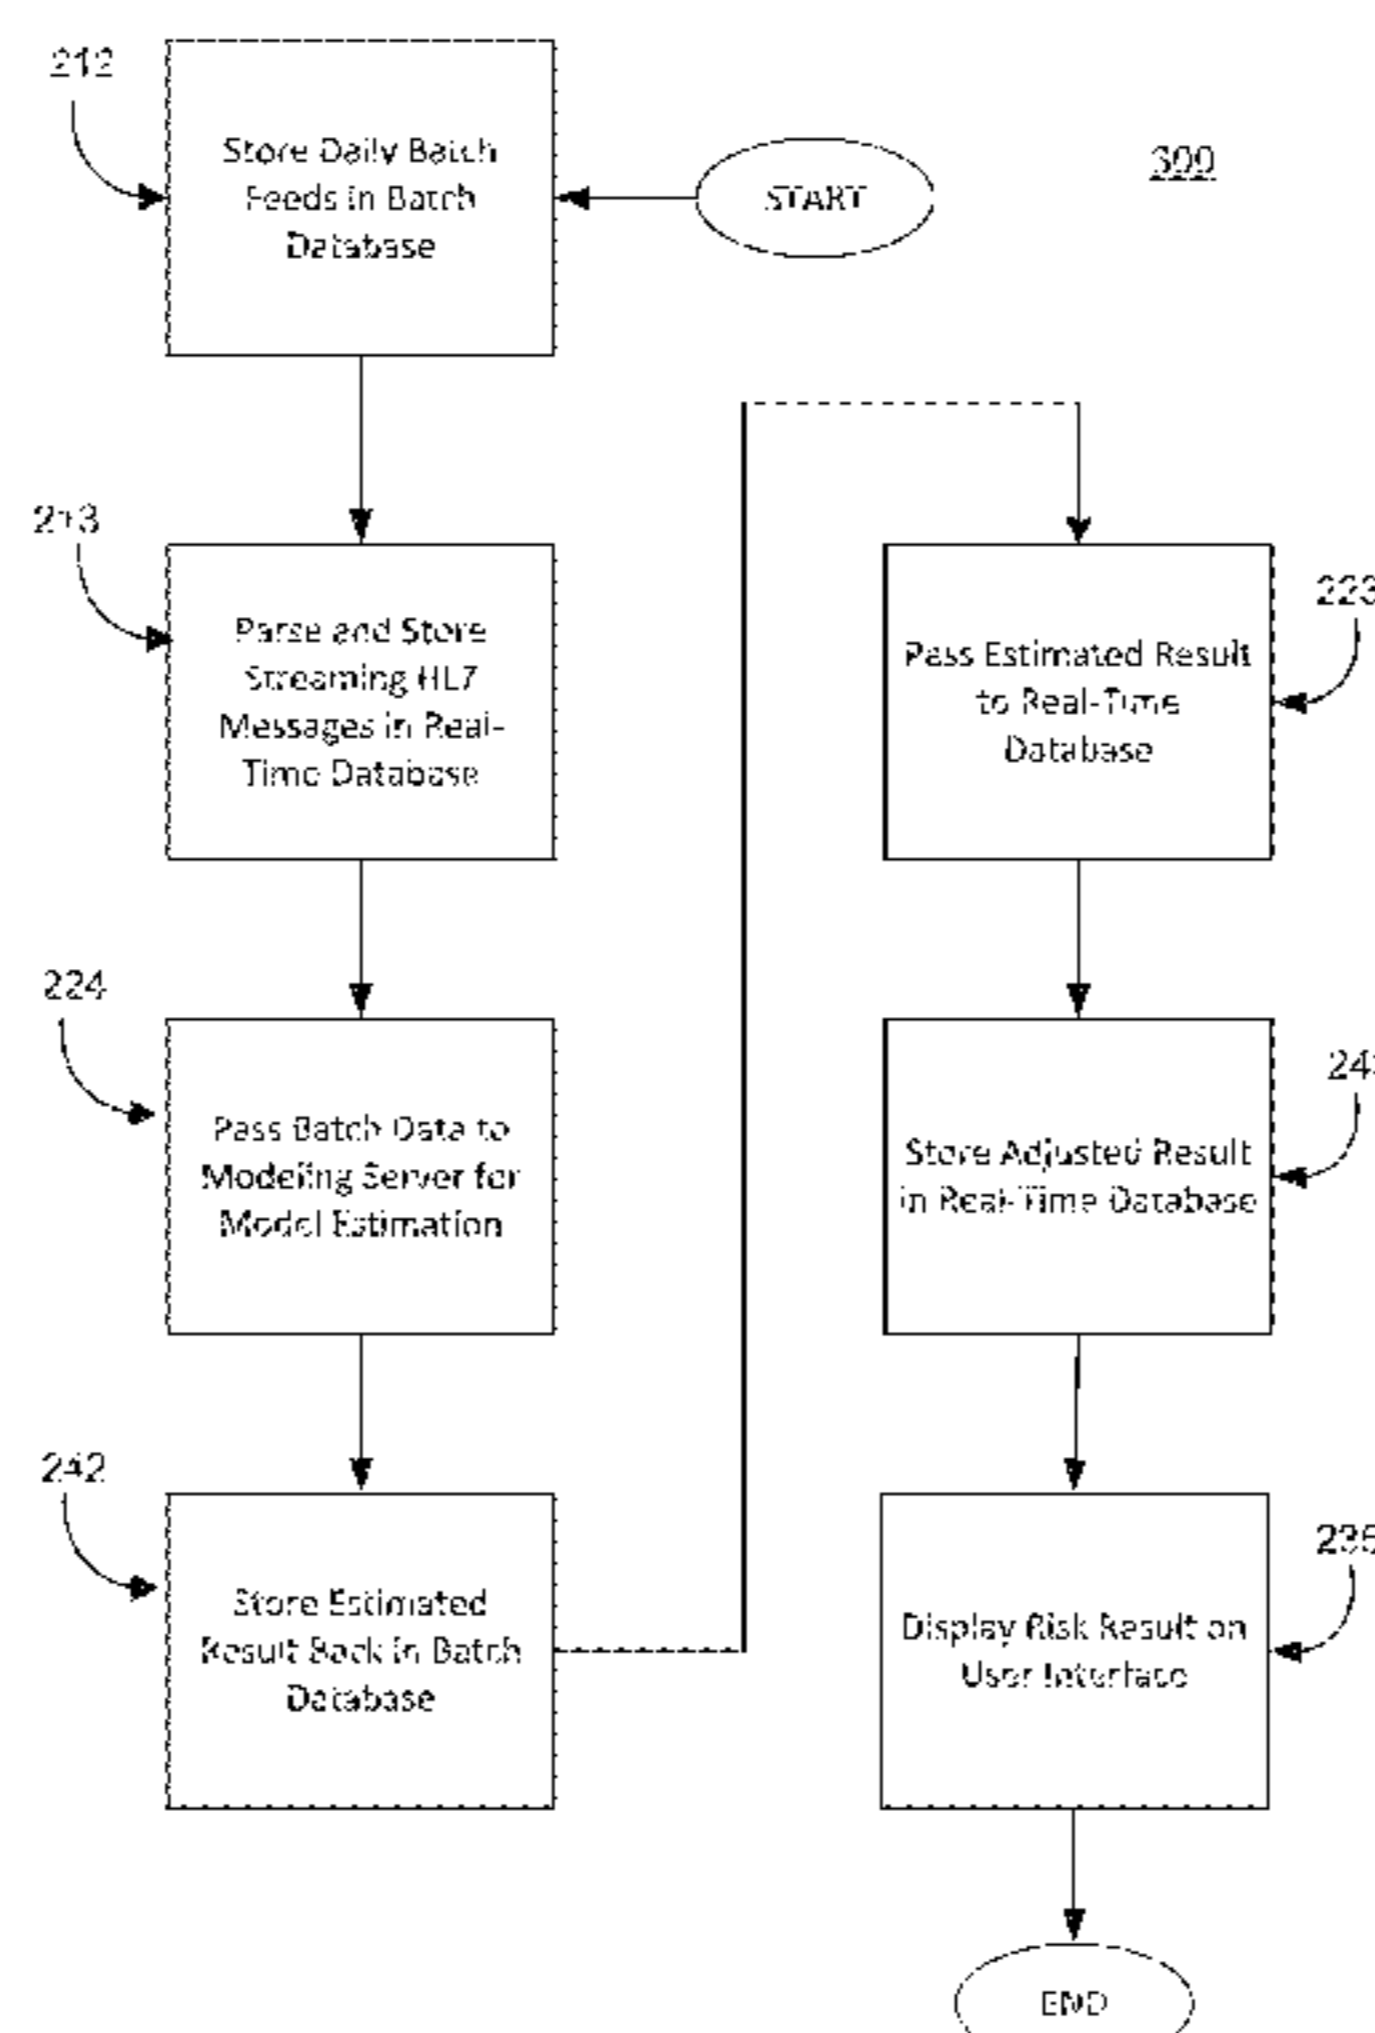 212
Store Daily Batch
Feeds in Batch
Database
START
300
213
Parse and Store
Streaming HL7
Messages in Real-
Time Database
223
Pass Estimated Result
to Real-Time
Database
224
Pass Batch Data to
Modeling Server for
Model Estimation
Store Adjusted Result
in Real-Time Database
242
Store Estimated
Result Back in Batch
Database
Display Risk Result on
User Interface
END